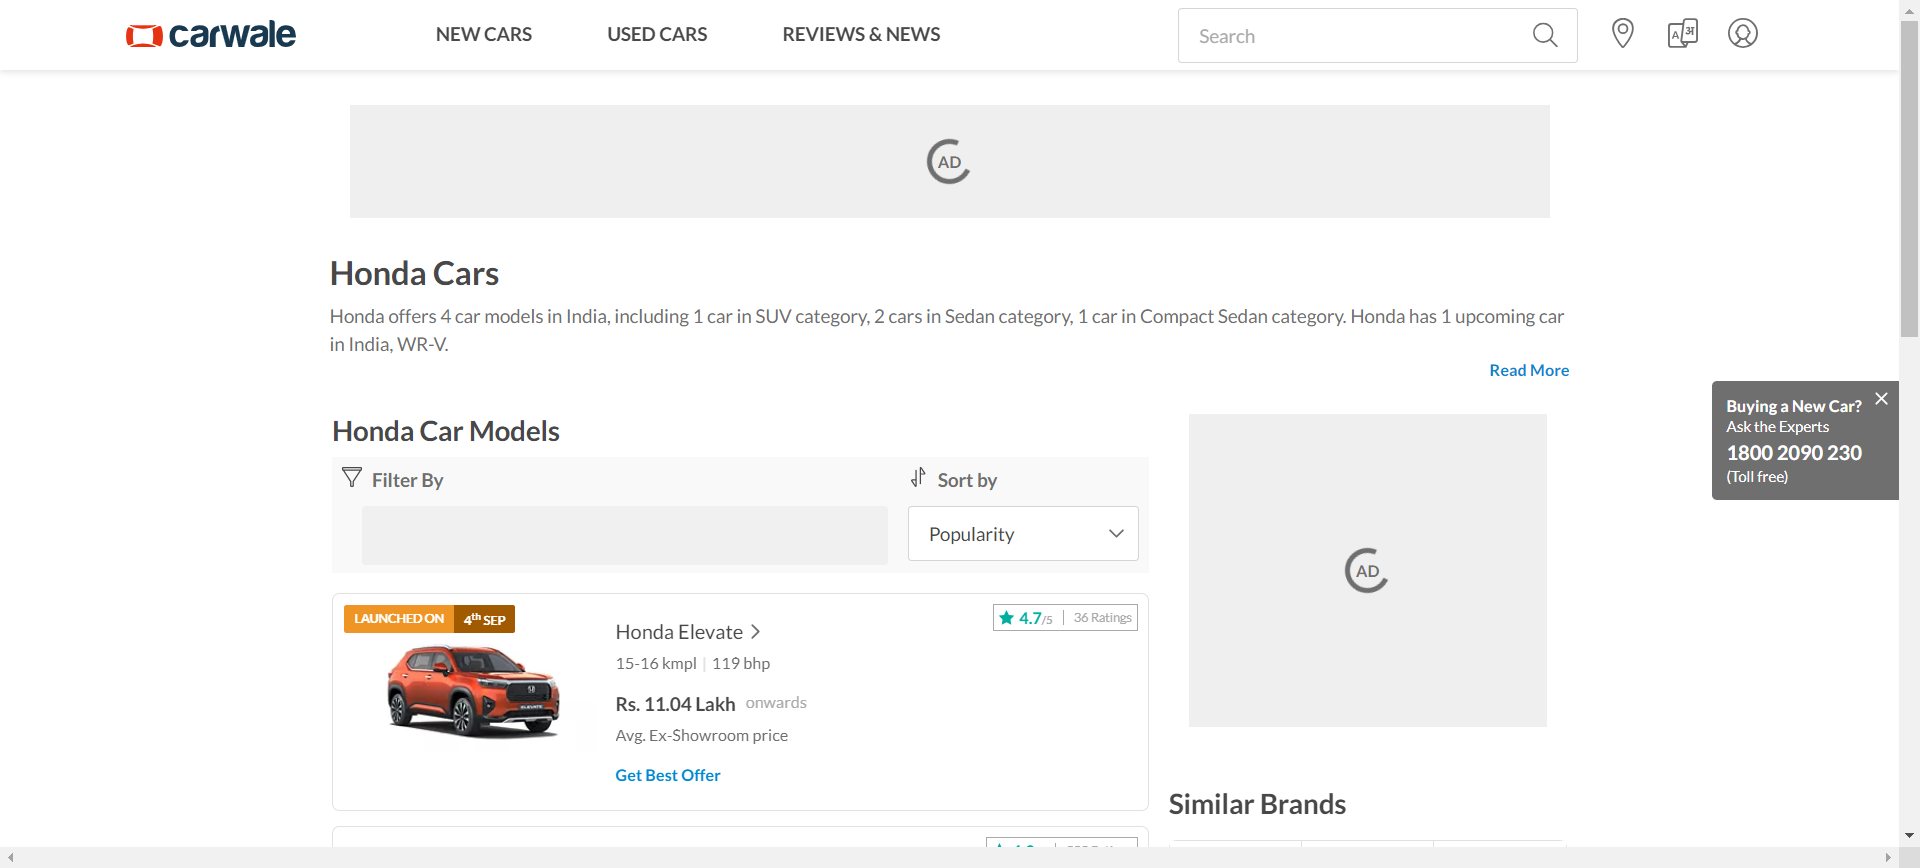 carwale
NEW CARS
USED CARS
REVIEWS & NEWS
Search
A अ
AD
Honda Cars
Honda offers 4 car models in India, including 1 car in SUV category, 2 cars in Sedan category, 1 car in Compact Sedan category. Honda has 1 upcoming car
in India, WR-V.
Read More
Buying a New Car?
Ask the Experts
1800 2090 230
(Toll free)
Honda Car Models
Filter By
Sort by
Popularity
AD
LAUNCHED ON 4th SEP
4.7/5 36 Ratings
Honda Elevate
15-16 kmpl | 119 bhp
Rs. 11.04 Lakh onwards
Avg. Ex-Showroom price
Get Best Offer
ELEVATE
Similar Brands